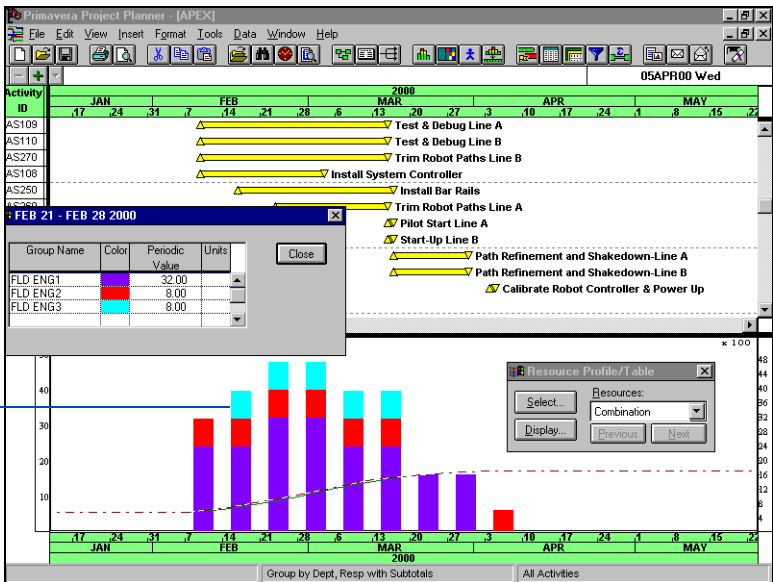 Primavera Project Planner - [APEX]
File Edit View Insert Format Tools Data Window Help
05APR00 Wed
Activity ID
2000
JAN FEB MAR APR MAY
17 24 31 7 14 21 28 6 13 20 27 3 10 17 24 1 8 15 22
AS109 Test & Debug Line A
AS110 Test & Debug Line B
AS270 Trim Robot Paths Line B
AS108 Install System Controller
AS250 Install Bar Rails
AS260 Trim Robot Paths Line A
Pilot Start Line A
Start-Up Line B
Path Refinement and Shakedown-Line A
Path Refinement and Shakedown-Line B
Calibrate Robot Controller & Power Up
FEB 21 - FEB 28 2000
Group Name Color Periodic Value Units
FLD ENG1 32.00
FLD ENG2 8.00
FLD ENG3 8.00
Close
x 100
40
30
20
10
48
44
40
36
32
28
24
20
16
12
8
4
Resource Profile/Table
Select...
Display...
Resources:
Combination
Previous Next
17 24 31 7 14 21 28 6 13 20 27 3 10 17 24 1 8 15 22
JAN FEB MAR APR MAY
2000
Group by Dept, Resp with Subtotals
All Activities